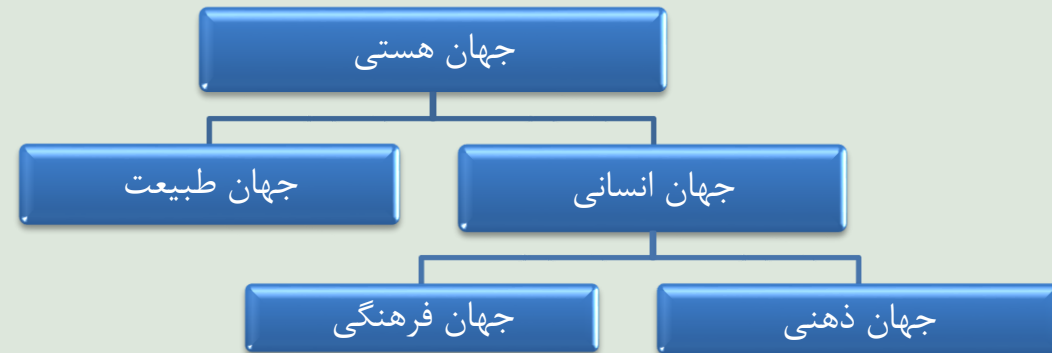 جهان هستی
جهان انسانی
جهان طبیعت
جهان ذهنی
جهان فرهنگی